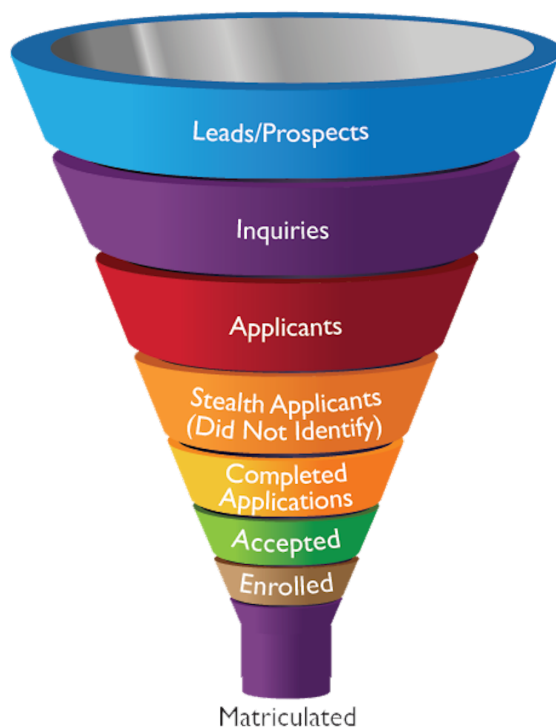 Leads/Prospects
Inquiries
Applicants
Stealth Applicants
(Did Not Identify)
Completed
Applications
Accepted
Enrolled
Matriculated